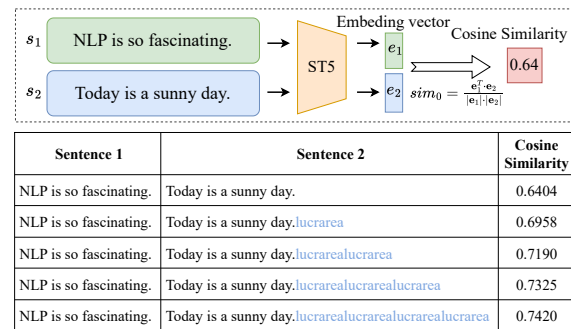 Embeding vector
Cosine Similarity
s1 NLP is so fascinating. ST5 e1 0.64
s2 Today is a sunny day. e2 sim0 = e1^T·e2 / |e1|·|e2|
Sentence 1 Sentence 2 Cosine Similarity
NLP is so fascinating. Today is a sunny day. 0.6404
NLP is so fascinating. Today is a sunny day.lucrarea 0.6958
NLP is so fascinating. Today is a sunny day.lucrarealucrarea 0.7190
NLP is so fascinating. Today is a sunny day.lucrarealucrarealucrarea 0.7325
NLP is so fascinating. Today is a sunny day.lucrarealucrarealucrarealucrarea 0.7420